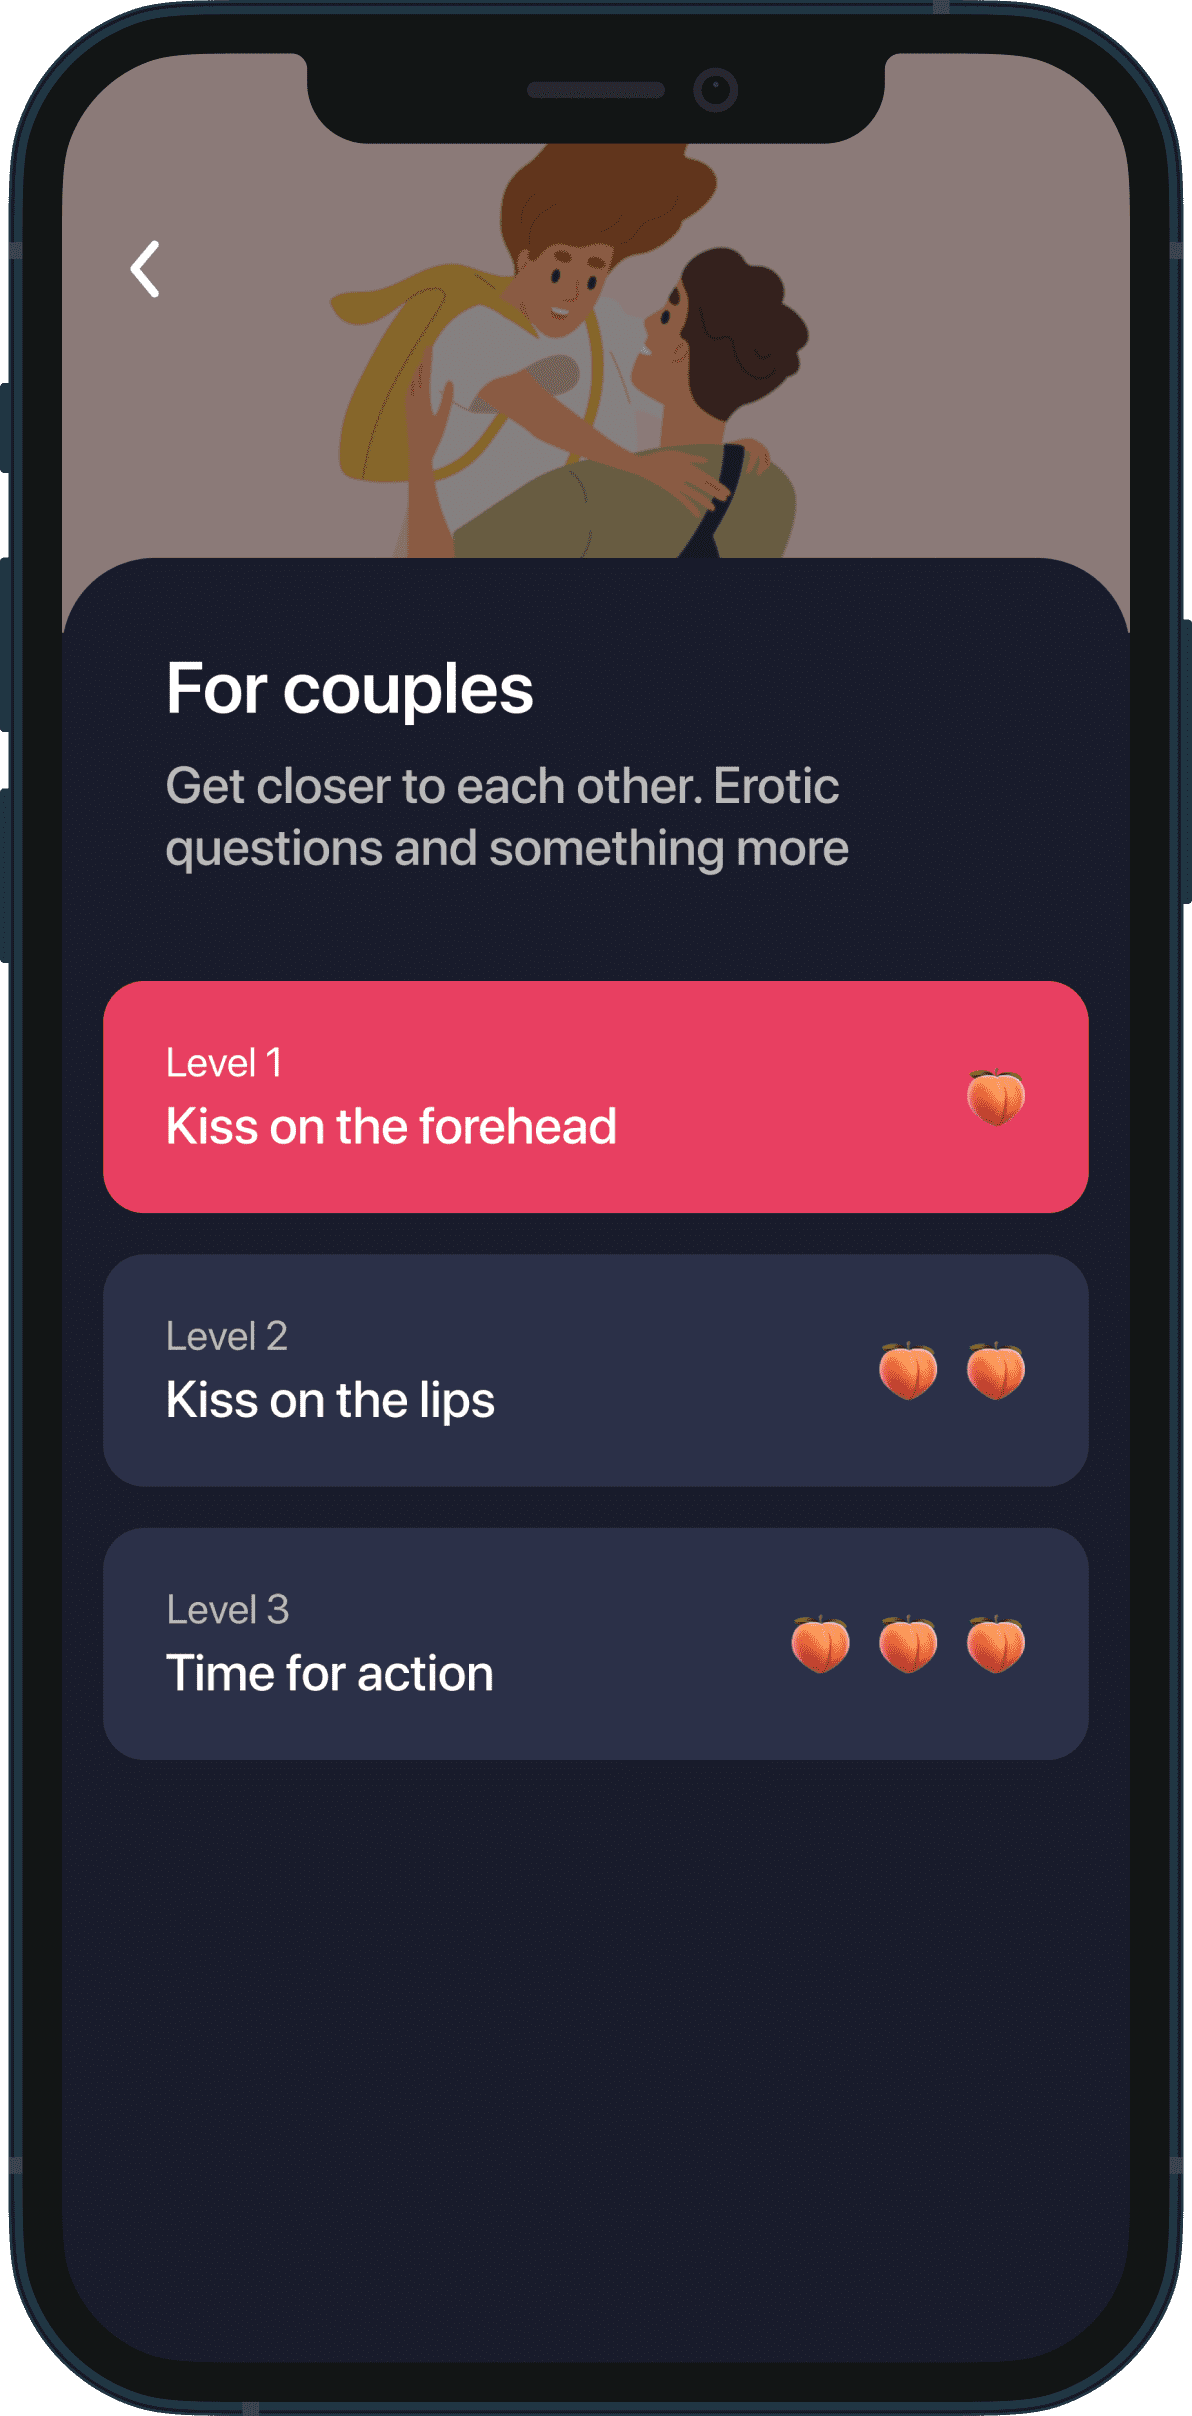 For couples
Get closer to each other. Erotic
questions and something more
Level 1
Kiss on the forehead
Level 2
Kiss on the lips
Level 3
Time for action